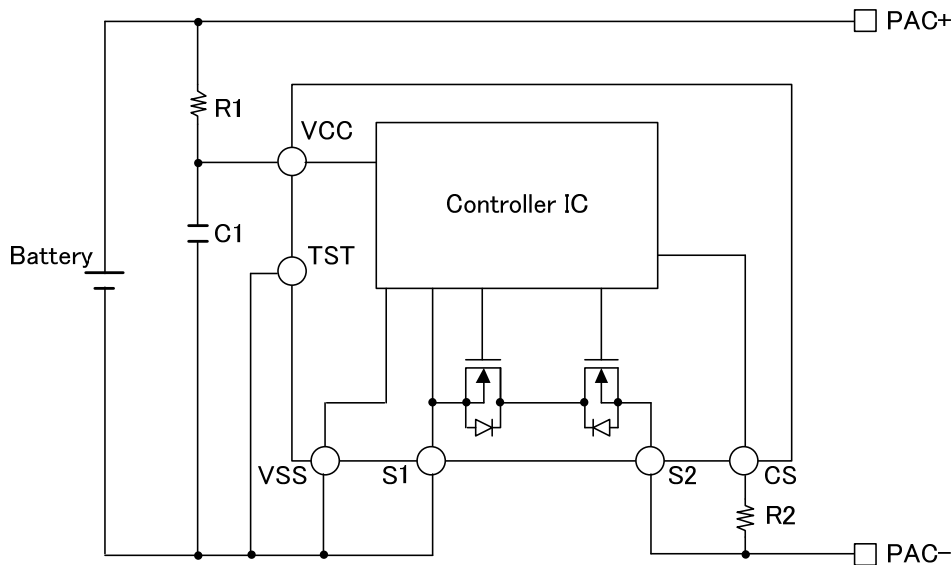 PAC+
R1
VCC
Controller IC
C1
TST
Battery
VSS
S1
S2
CS
R2
PAC−